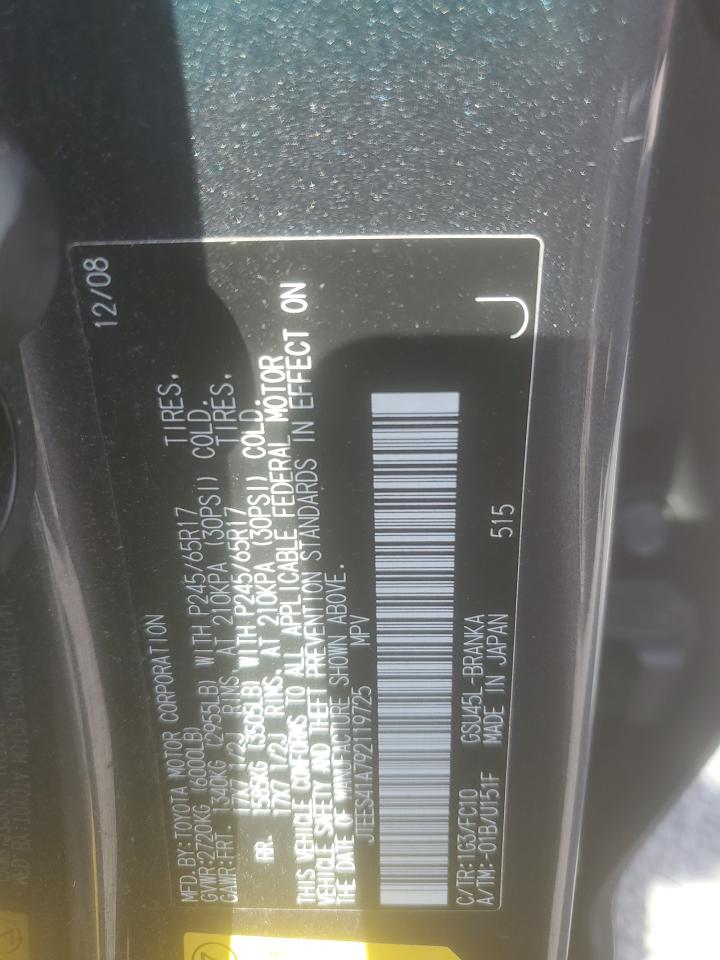 MFD. BY:TOYOTA MOTOR CORPORATION 12/08
GVWR:2720KG (6000LB)
GAWR:FRT. 1340KG (2955LB) WITH P245/65R17 TIRES,
17X7 1/2J RIMS, AT 210KPA (30PSI) COLD.
RR. 1585KG (3505LB) WITH P245/65R17 TIRES,
17X7 1/2J RIMS, AT 210KPA (30PSI) COLD.
THIS VEHICLE CONFORMS TO ALL APPLICABLE FEDERAL MOTOR
VEHICLE SAFETY AND THEFT PREVENTION STANDARDS IN EFFECT ON
THE DATE OF MANUFACTURE SHOWN ABOVE.
JTEES41A792119725 MPV
C/TR:1G3/FC10 GSU45L-BRANKA
A/TM:-01B/U151F MADE IN JAPAN 515
J